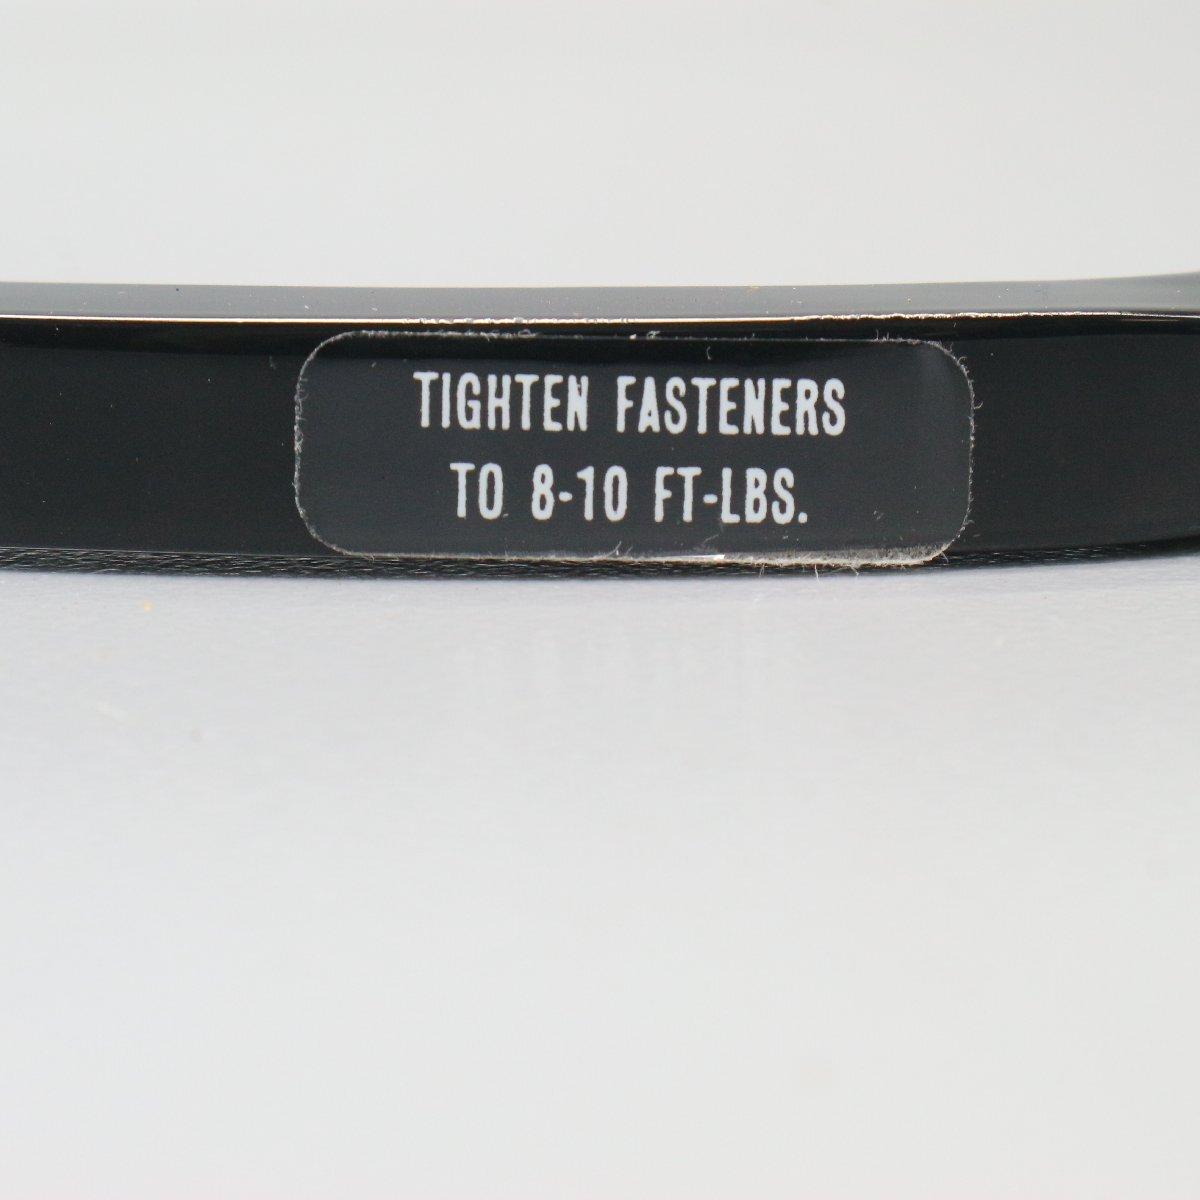 TIGHTEN FASTENERS
TO 8-10 FT-LBS.